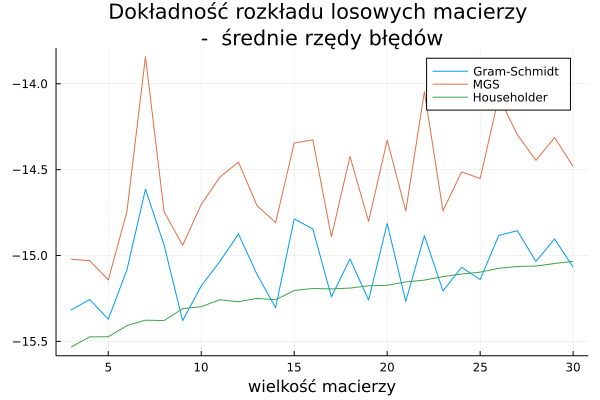 Dokładność rozkładu losowych macierzy
- średnie rzędy błędów
Gram-Schmidt
MGS
Householder
−14.0
−14.5
−15.0
−15.5
5
10
15
20
25
30
wielkość macierzy